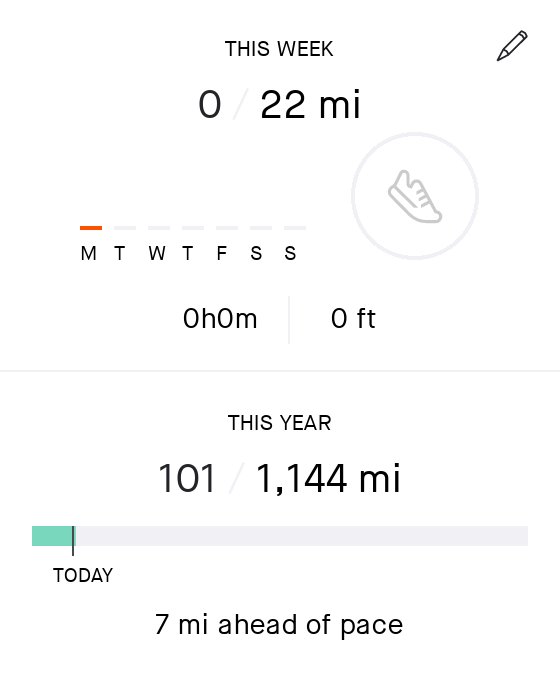 THIS WEEK
0 / 22 mi
M T W T F S S
0h0m 0 ft
THIS YEAR
101 / 1,144 mi
TODAY
7 mi ahead of pace